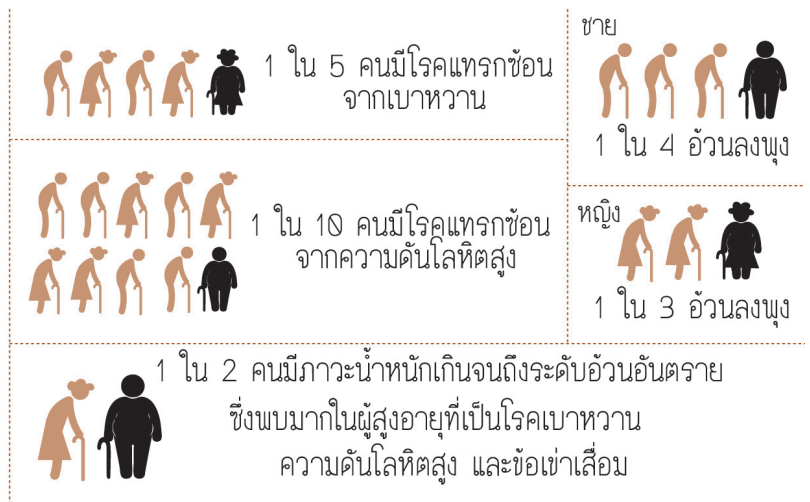 1 ใน 5 คนมีโรคแทรกซ้อน
จากเบาหวาน
ชาย
1 ใน 4 อ้วนลงพุง
1 ใน 10 คนมีโรคแทรกซ้อน
จากความดันโลหิตสูง
หญิง
1 ใน 3 อ้วนลงพุง
1 ใน 2 คนมีภาวะน้ำหนักเกินจนถึงระดับอ้วนอันตราย
ซึ่งพบมากในผู้สูงอายุที่เป็นโรคเบาหวาน
ความดันโลหิตสูง และข้อเข่าเสื่อม